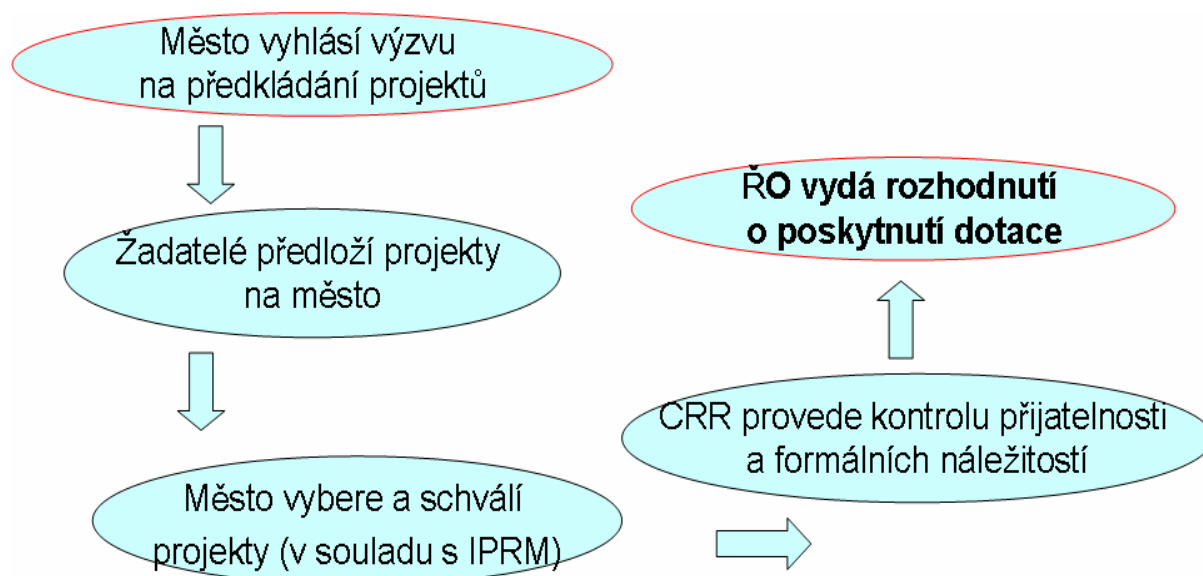 Město vyhlásí výzvu
na předkládání projektů
Žadatelé předloží projekty
na město
Město vybere a schválí
projekty (v souladu s IPRM)
CRR provede kontrolu přijatelnosti
a formálních náležitostí
ŘO vydá rozhodnutí
o poskytnutí dotace